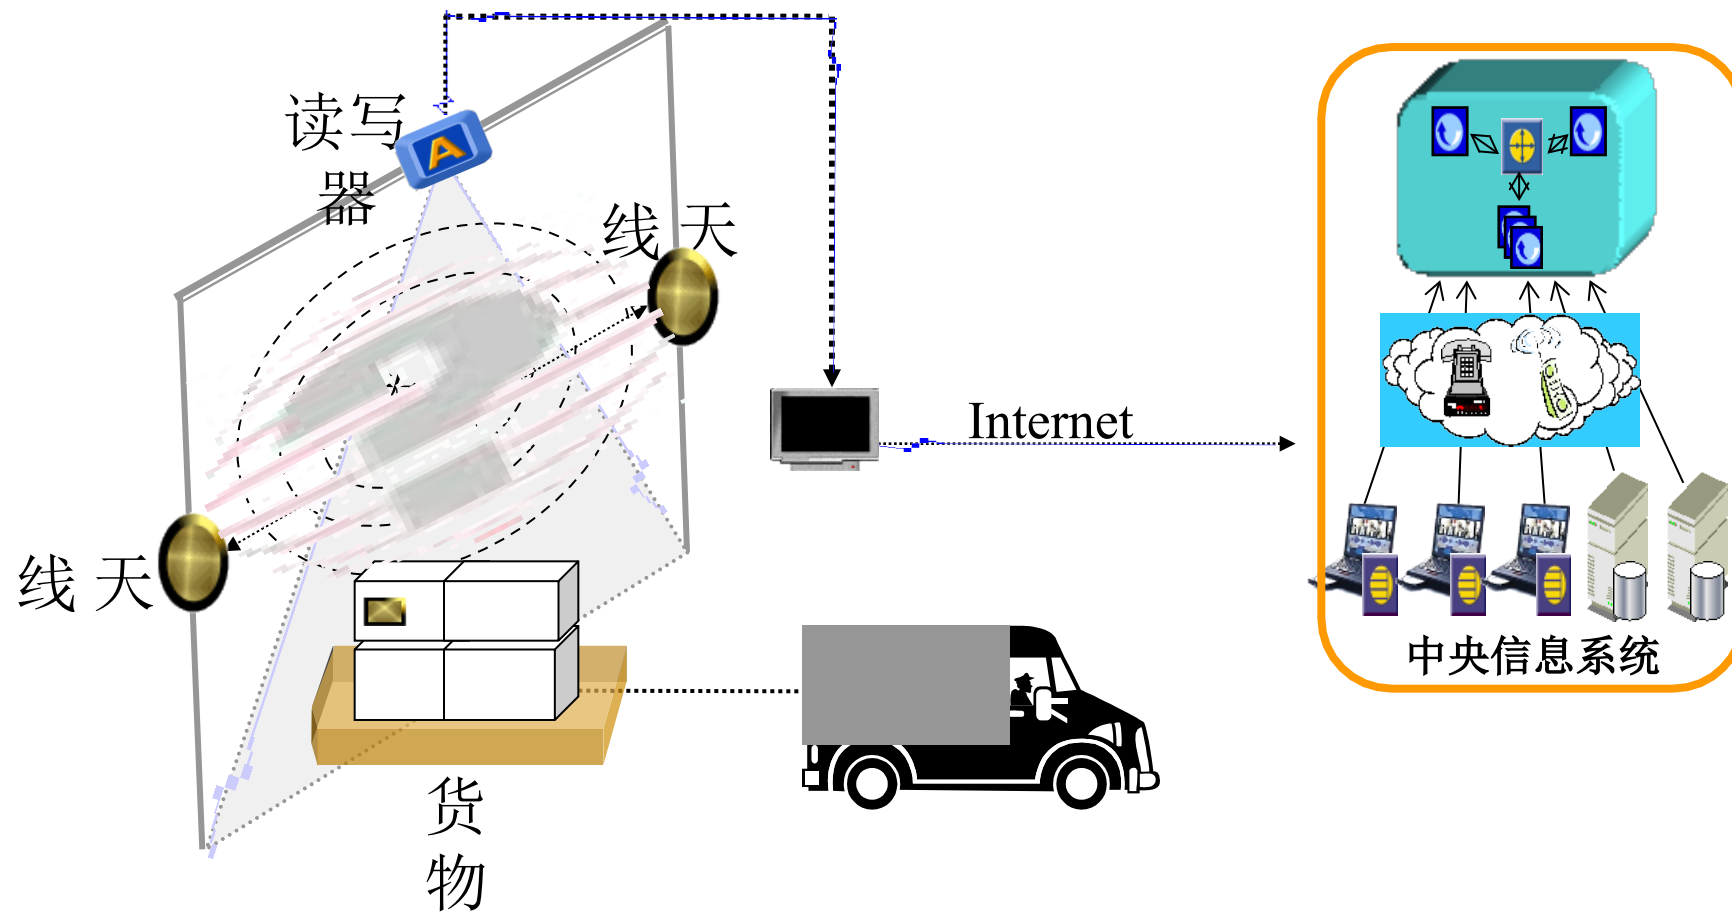 读写
器
A
线 天
Internet
线 天
中央信息系统
货
物